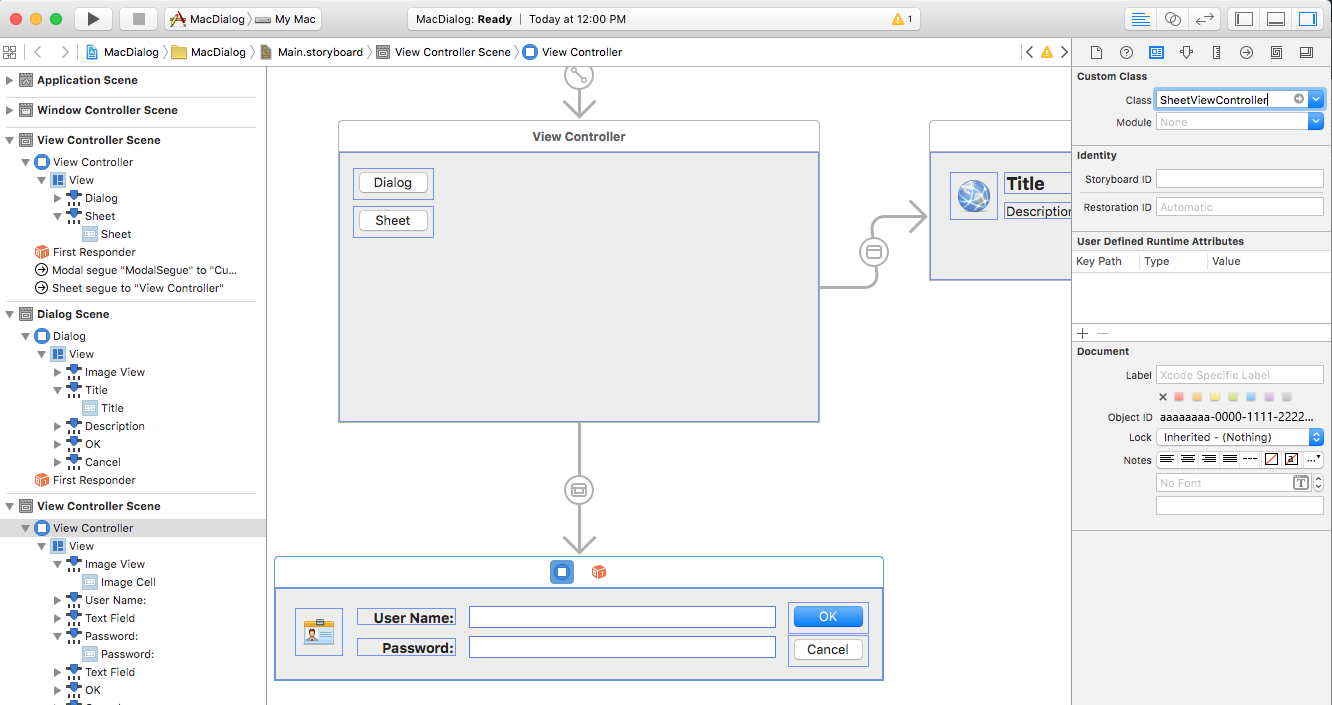 MacDialog My Mac
MacDialog: Ready | Today at 12:00 PM
1
MacDialog MacDialog Main.storyboard View Controller Scene View Controller
Application Scene
Window Controller Scene
View Controller Scene
View Controller
View
Dialog
Sheet
Sheet
First Responder
Modal segue "ModalSegue" to "Cu...
Sheet segue to "View Controller"
Dialog Scene
Dialog
View
Image View
Title
Title
Description
OK
Cancel
First Responder
View Controller Scene
View Controller
View
Image View
Image Cell
User Name:
Text Field
Password:
Password:
Text Field
OK
View Controller
Dialog
Sheet
Title
Description
User Name:
Password:
OK
Cancel
Custom Class
Class SheetViewController
Module None
Identity
Storyboard ID
Restoration ID Automatic
User Defined Runtime Attributes
Key Path Type Value
Document
Label Xcode Specific Label
Object ID aaaaaaaa-0000-1111-2222...
Lock Inherited - (Nothing)
Notes
No Font